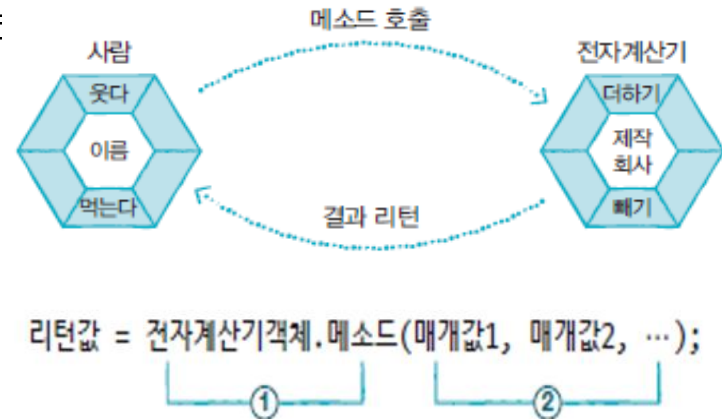 메소드 호출
사람
전자계산기
웃다
더하기
이름
제작
회사
먹는다
빼기
결과 리턴
리턴값 = 전자계산기객체.메소드(매개값1, 매개값2, …);
① ②